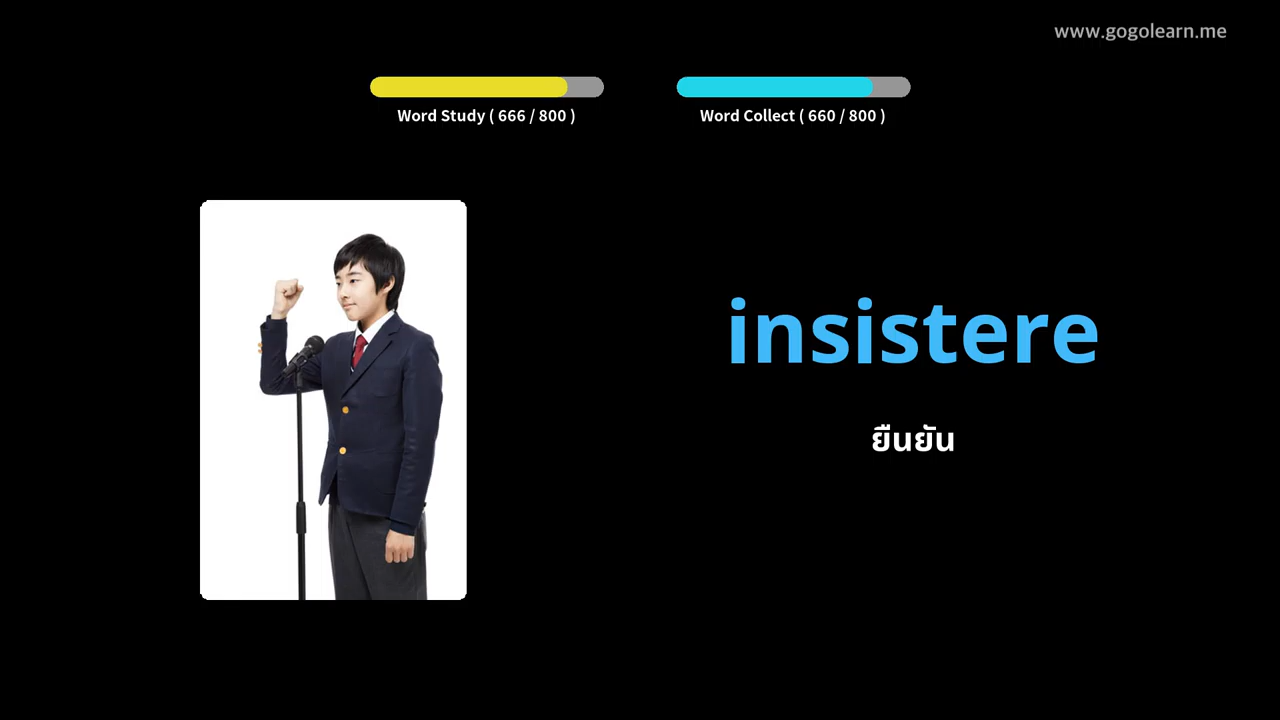 www.gogolearn.me
Word Study ( 666 / 800 )
Word Collect ( 660 / 800 )
insistere
ยืนยัน